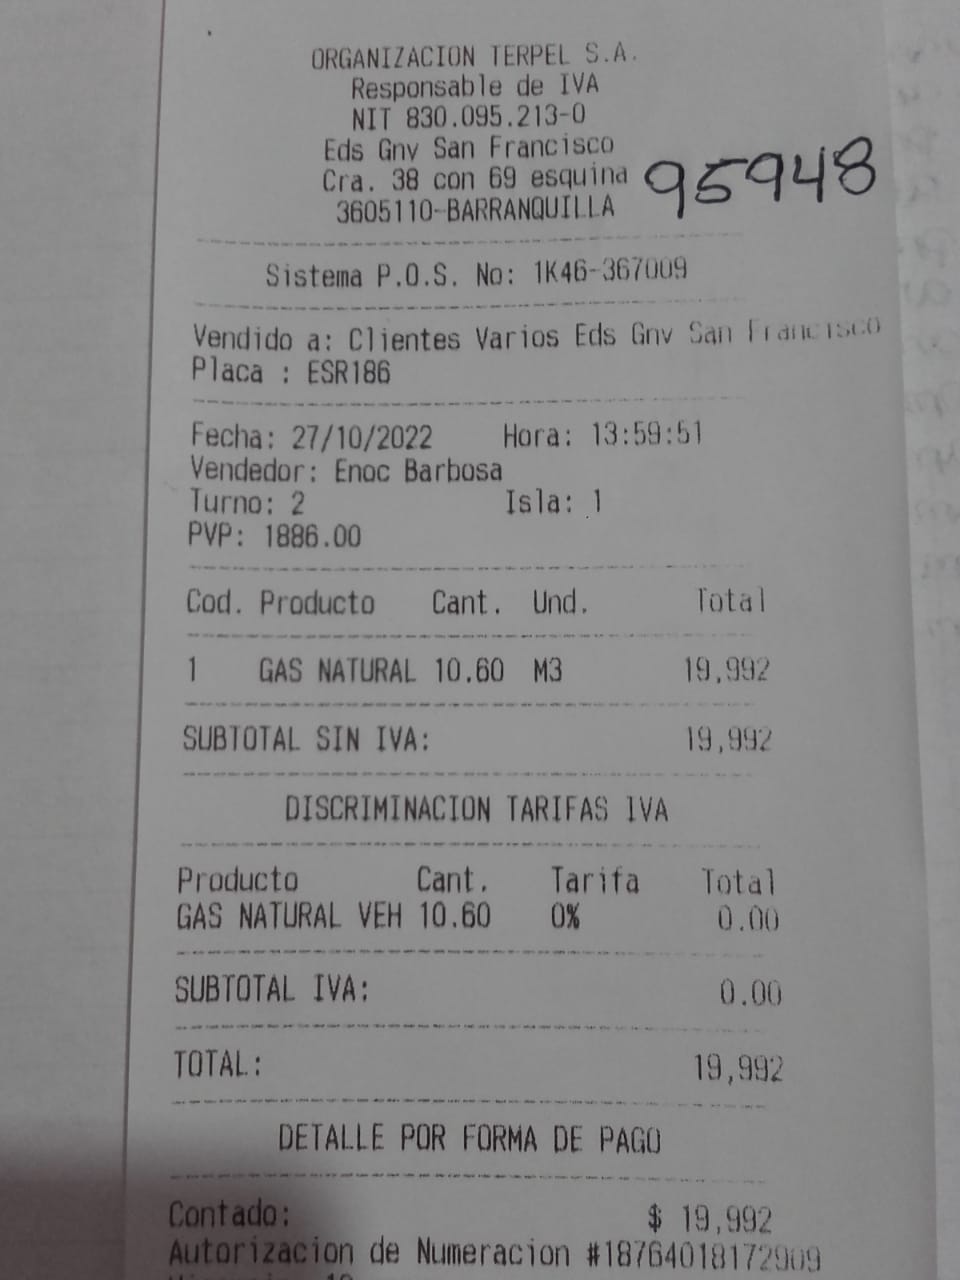 ORGANIZACION TERPEL S.A.
Responsable de IVA
NIT 830.095.213-0
Eds Gnv San Francisco
Cra. 38 con 69 esquina
95948
3605110-BARRANQUILLA
Sistema P.O.S. No: 1K46-367009
Vendido a: Clientes Varios Eds Gnv San Francisco
Placa : ESR186
Fecha: 27/10/2022 Hora: 13:59:51
Vendedor: Enoc Barbosa
Turno: 2 Isla: 1
PVP: 1886.00
Cod. Producto Cant. Und. Total
1 GAS NATURAL 10.60 M3 19,992
SUBTOTAL SIN IVA: 19,992
DISCRIMINACION TARIFAS IVA
Producto Cant. Tarifa Total
GAS NATURAL VEH 10.60 0% 0.00
SUBTOTAL IVA: 0.00
TOTAL: 19,992
DETALLE POR FORMA DE PAGO
Contado: $ 19,992
Autorizacion de Numeracion #18764018172909